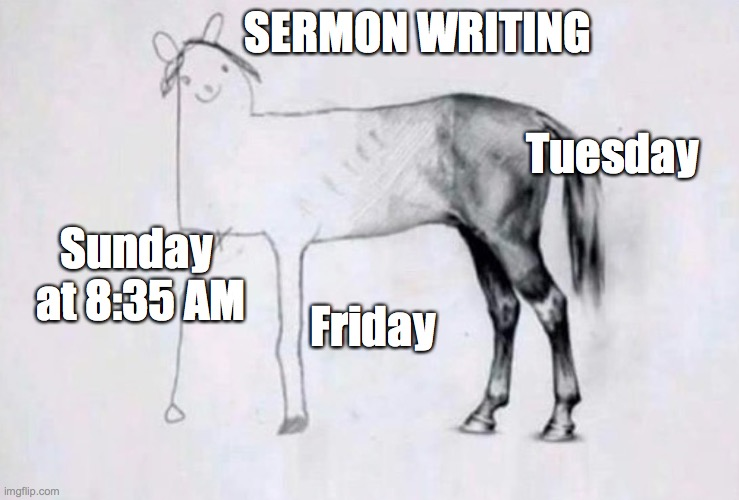 SERMON WRITING
Tuesday
Sunday
at 8:35 AM
Friday
imgflip.com